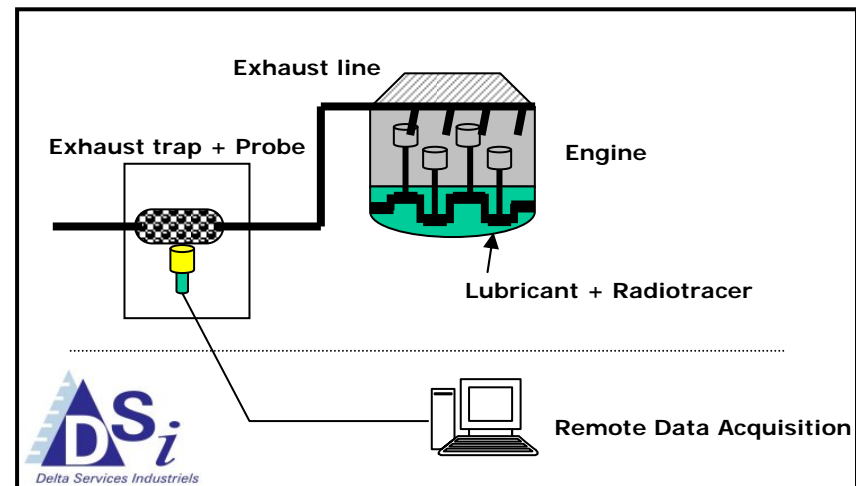 Exhaust line
Exhaust trap + Probe
Engine
Lubricant + Radiotracer
Remote Data Acquisition
DSi
Delta Services Industriels